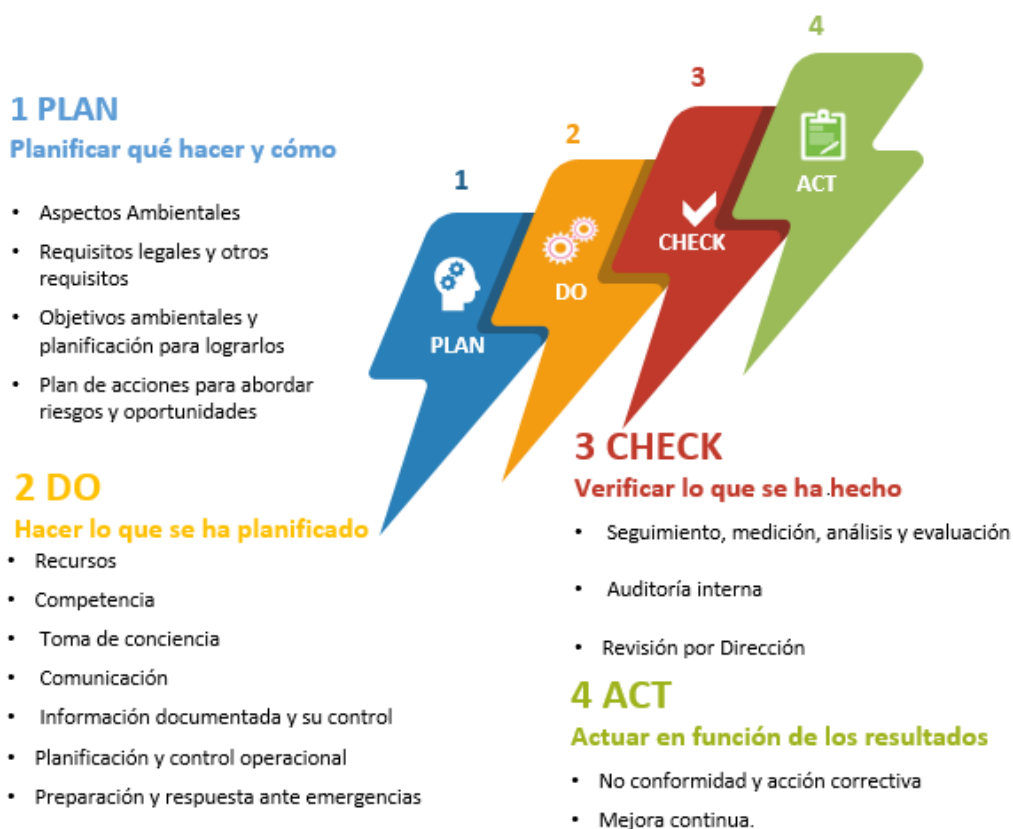 4
3
2
1
ACT
CHECK
DO
PLAN
1 PLAN
Planificar qué hacer y cómo
• Aspectos Ambientales
• Requisitos legales y otros
requisitos
• Objetivos ambientales y
planificación para lograrlos
• Plan de acciones para abordar
riesgos y oportunidades
2 DO
Hacer lo que se ha planificado
• Recursos
• Competencia
• Toma de conciencia
• Comunicación
• Información documentada y su control
• Planificación y control operacional
• Preparación y respuesta ante emergencias
3 CHECK
Verificar lo que se ha.hecho
• Seguimiento, medición, análisis y evaluación
• Auditoría interna
• Revisión por Dirección
4 ACT
Actuar en función de los resultados
• No conformidad y acción correctiva
• Mejora continua.